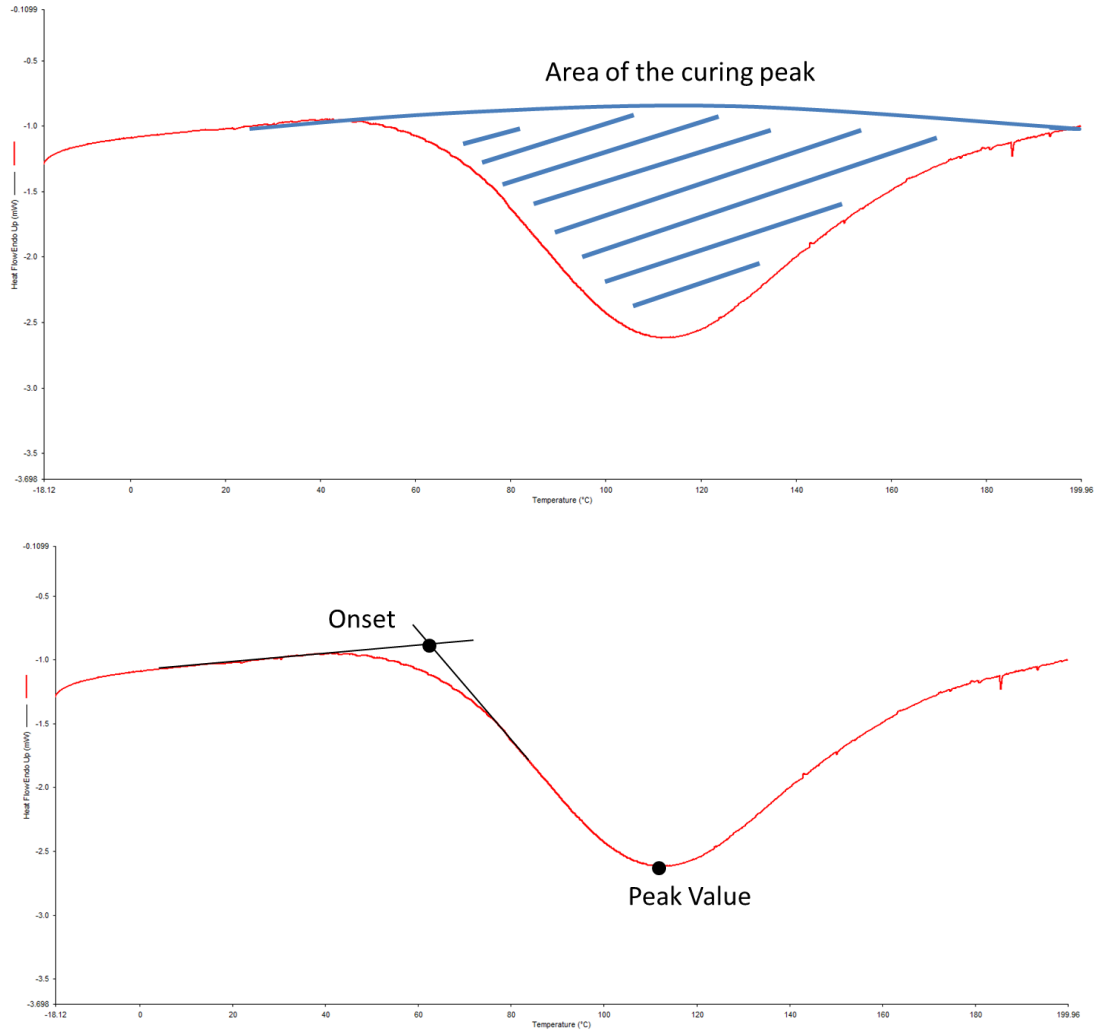 -0.1099
Area of the curing peak
-0.5
-1.0
-1.5
-2.0
-2.5
-3.0
-3.5
-3.698
Heat Flow Endo Up (mW)
-18.12 0 20 40 60 80 100 120 140 160 180 199.96
Temperature (°C)
-0.1099
-0.5
Onset
-1.0
-1.5
-2.0
-2.5
Peak Value
-3.0
-3.5
-3.698
Heat Flow Endo Up (mW)
-18.12 0 20 40 60 80 100 120 140 160 180 199.96
Temperature (°C)